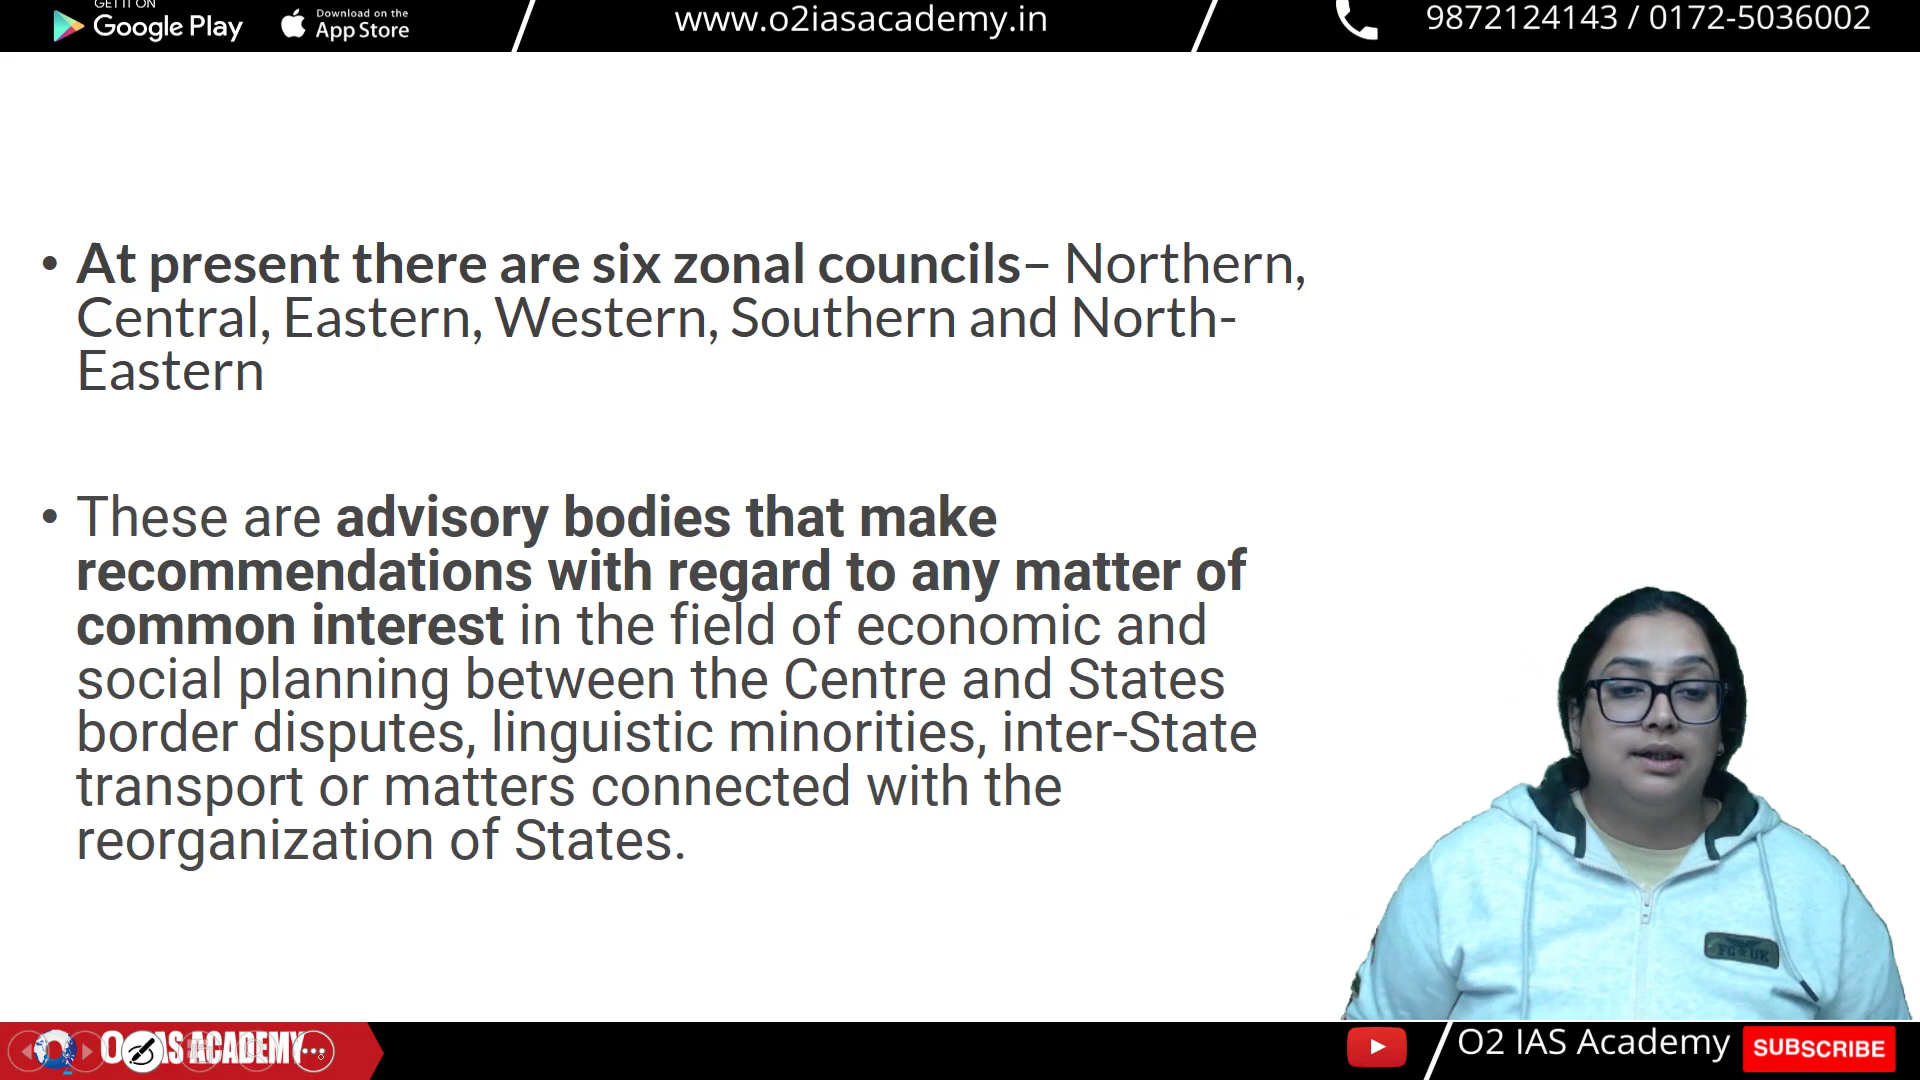 GET IT ON
Google Play
Download on the
App Store
www.o2iasacademy.in
9872124143 / 0172-5036002
• At present there are six zonal councils– Northern,
Central, Eastern, Western, Southern and North-
Eastern
• These are advisory bodies that make
recommendations with regard to any matter of
common interest in the field of economic and
social planning between the Centre and States
border disputes, linguistic minorities, inter-State
transport or matters connected with the
reorganization of States.
FCUK
IAS ACADEMY
O2 IAS Academy
SUBSCRIBE